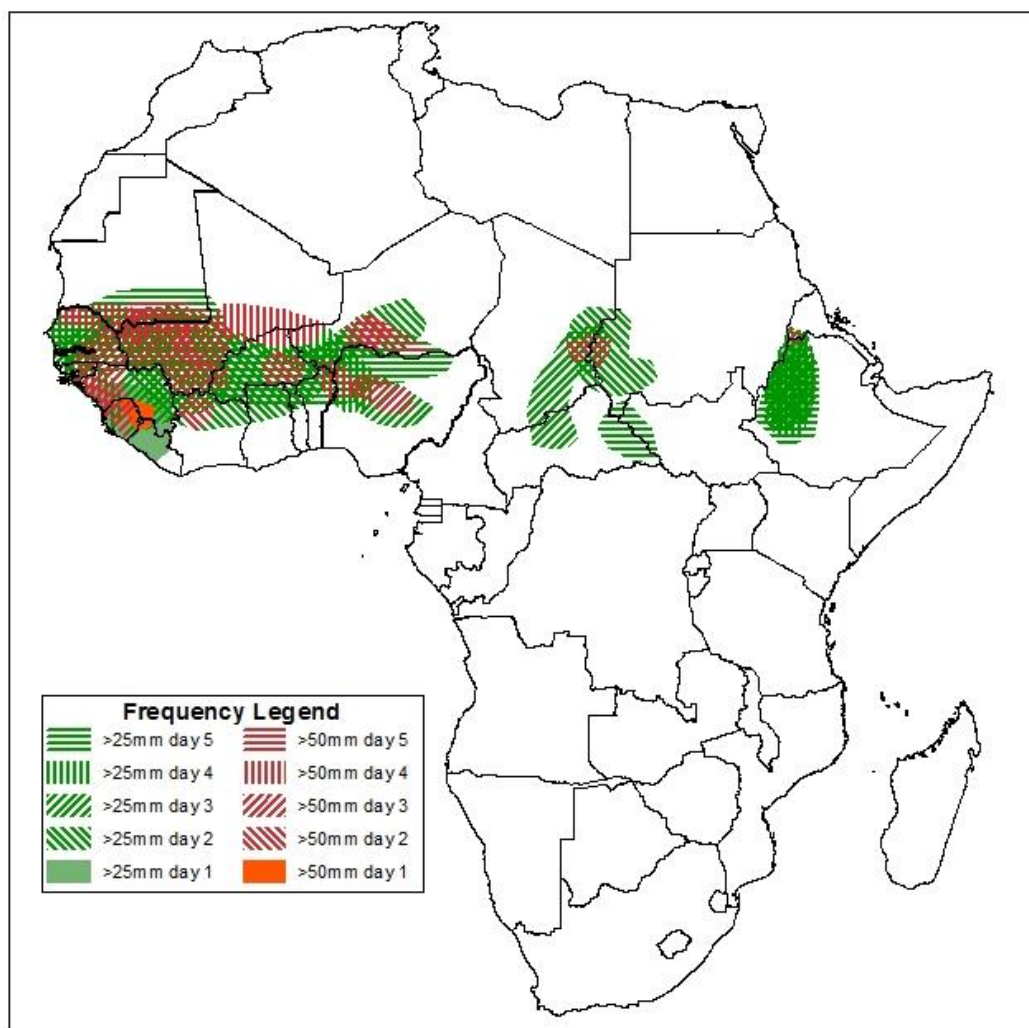 Frequency Legend
>25mm day 5 >50mm day 5
>25mm day 4 >50mm day 4
>25mm day 3 >50mm day 3
>25mm day 2 >50mm day 2
>25mm day 1 >50mm day 1